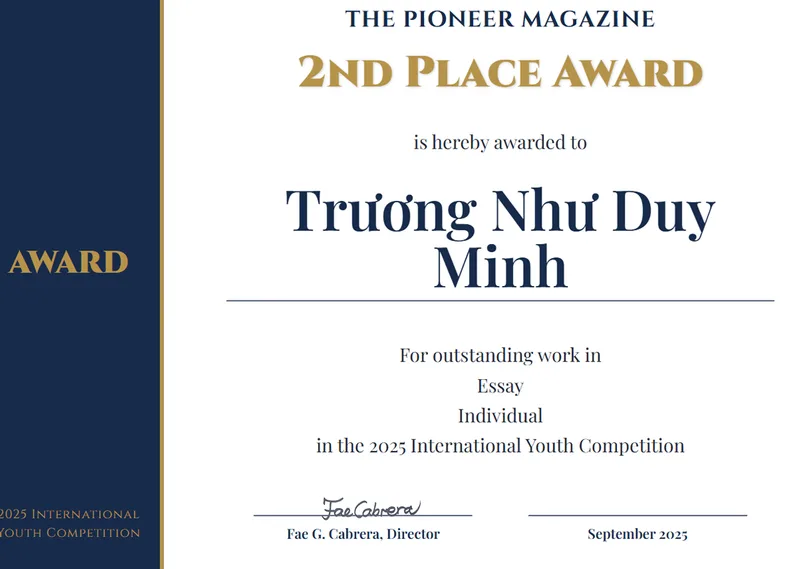 THE PIONEER MAGAZINE
2ND PLACE AWARD
is hereby awarded to
Trương Như Duy
Minh
AWARD
For outstanding work in
Essay
Individual
in the 2025 International Youth Competition
2025 INTERNATIONAL
YOUTH COMPETITION
Fae Cabrera
Fae G. Cabrera, Director
September 2025